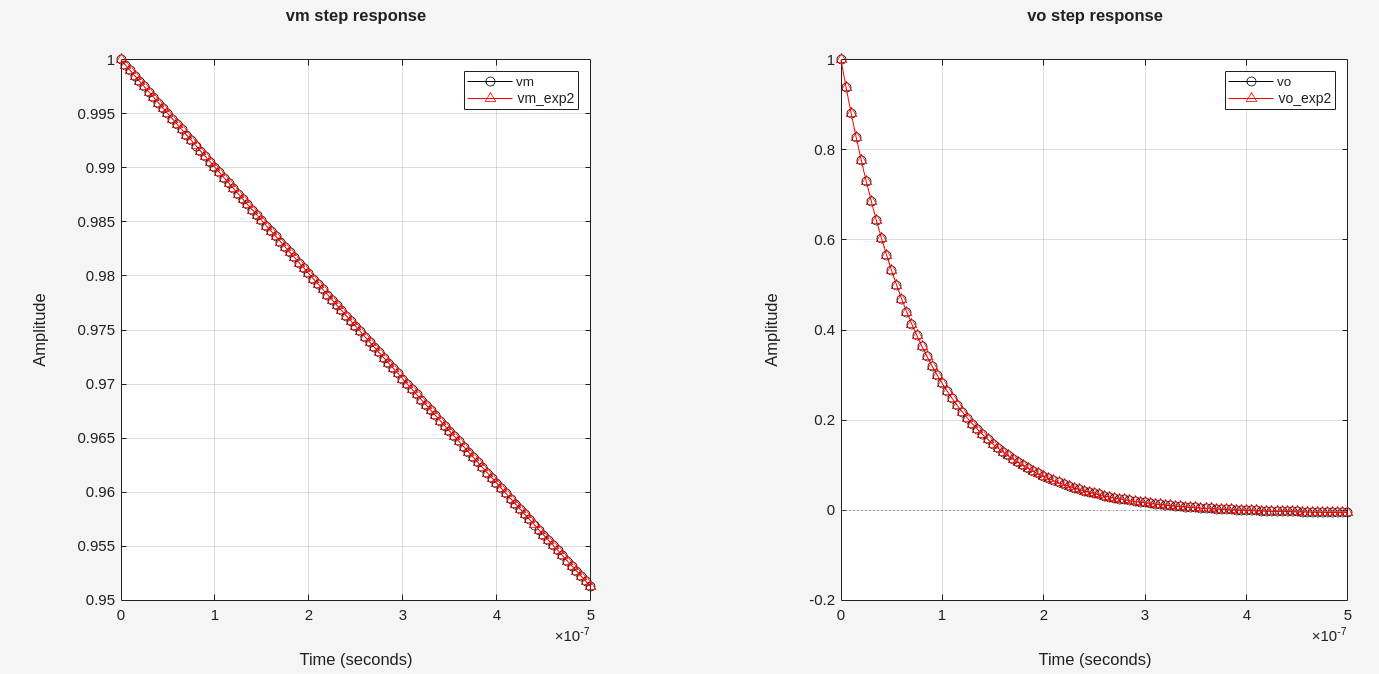 vm step response
vm
vm_exp2
1
0.995
0.99
0.985
0.98
0.975
0.97
0.965
0.96
0.955
0.95
Amplitude
0 1 2 3 4 5
×10-7
Time (seconds)
vo step response
vo
vo_exp2
1
0.8
0.6
0.4
0.2
0
-0.2
Amplitude
0 1 2 3 4 5
×10-7
Time (seconds)